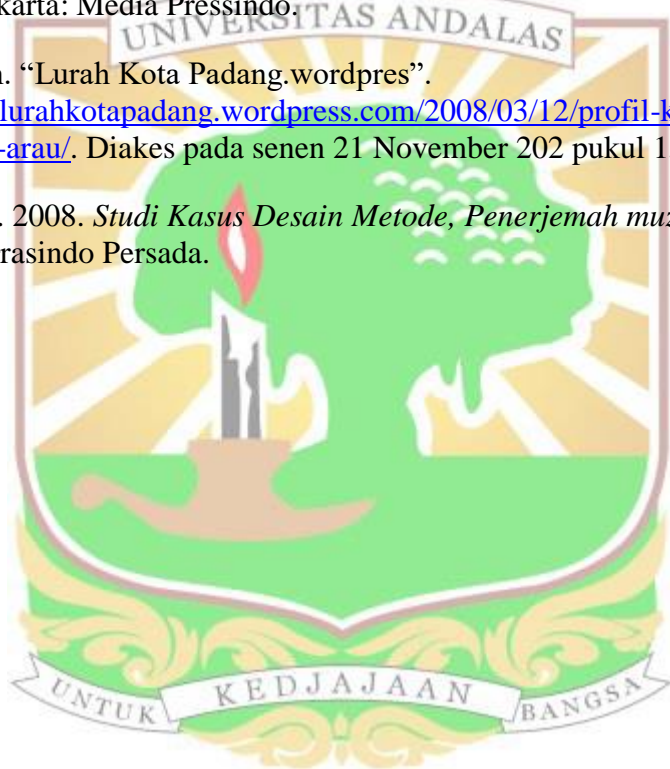 karta: Media Pressindo.
UNIVERSITAS ANDALAS
n. “Lurah Kota Padang.wordpres”.
lurahkotapadang.wordpress.com/2008/03/12/profil-k
-arau/. Diakes pada senen 21 November 202 pukul 1
. 2008. Studi Kasus Desain Metode, Penerjemah muz
rasindo Persada.
UNTUK KEDJAJAAN BANGSA